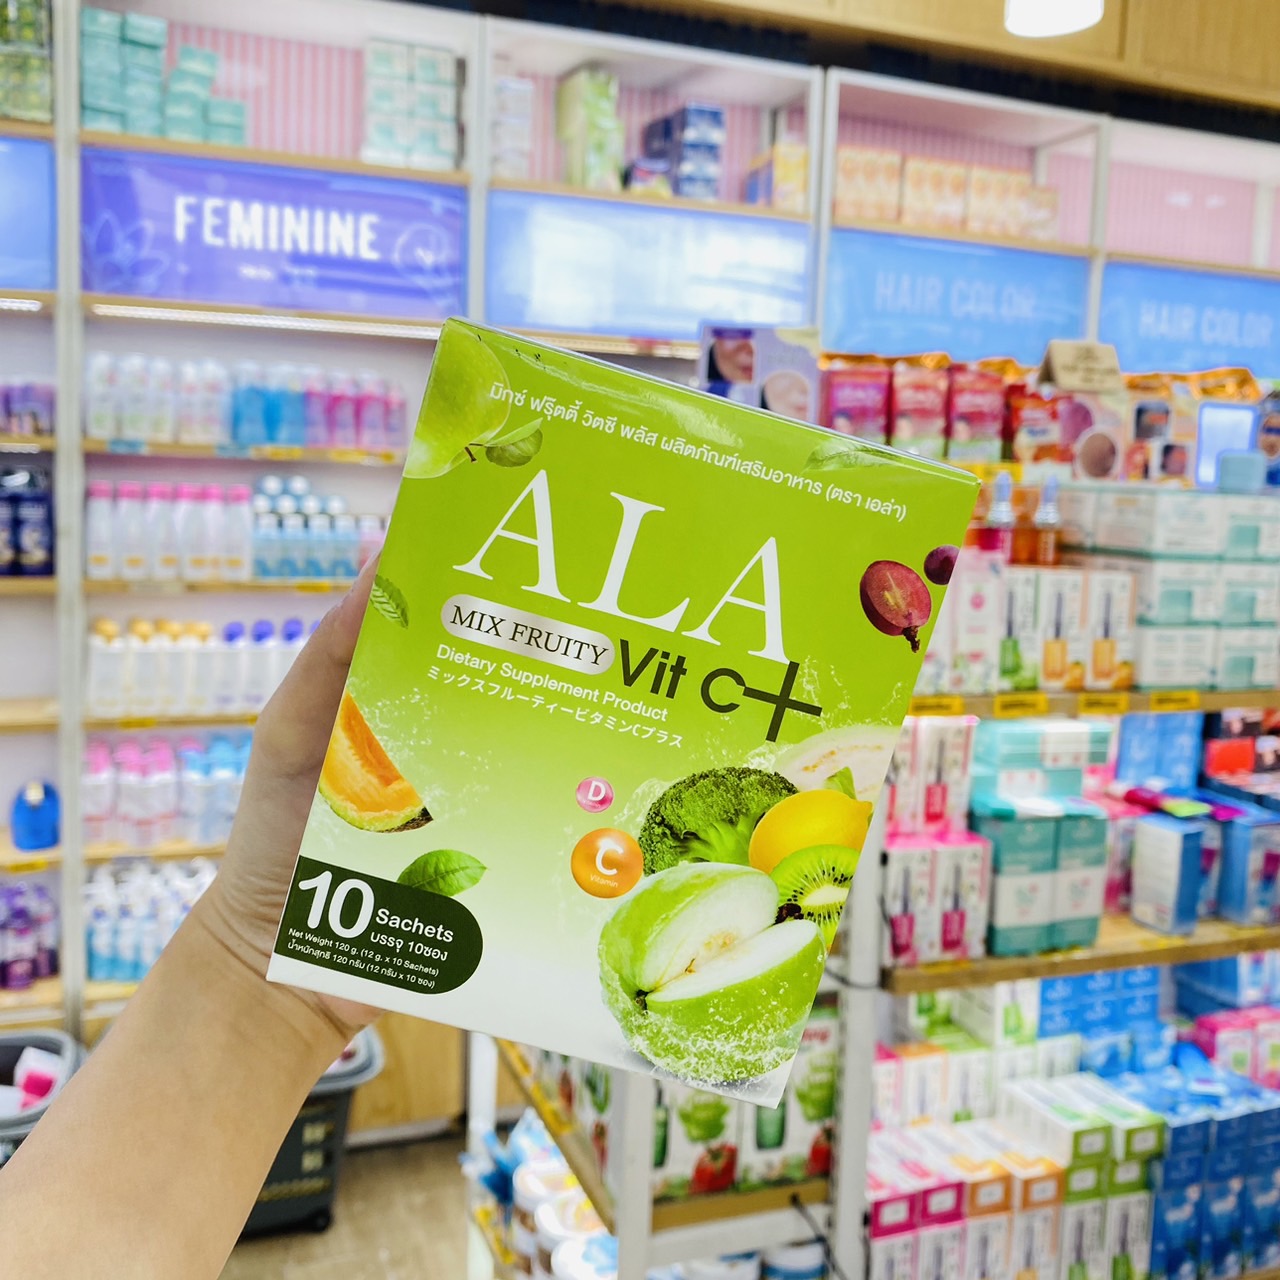 FEMININE
HAIR COLOR
HAIR COLOR
มิกซ์ ฟรุ๊ตตี้ วิตซี พลัส ผลิตภัณฑ์เสริมอาหาร (ตรา เอล่า)
ALA
MIX FRUITY
Vit C+
Dietary Supplement Product
ミックスフルーティービタミンCプラス
D
C
Vitamin
10 Sachets
บรรจุ 10ซอง
Net Weight 120 g. (12 g. x 10 Sachets)
น้ำหนักสุทธิ 120 กรัม (12 กรัม x 10 ซอง)